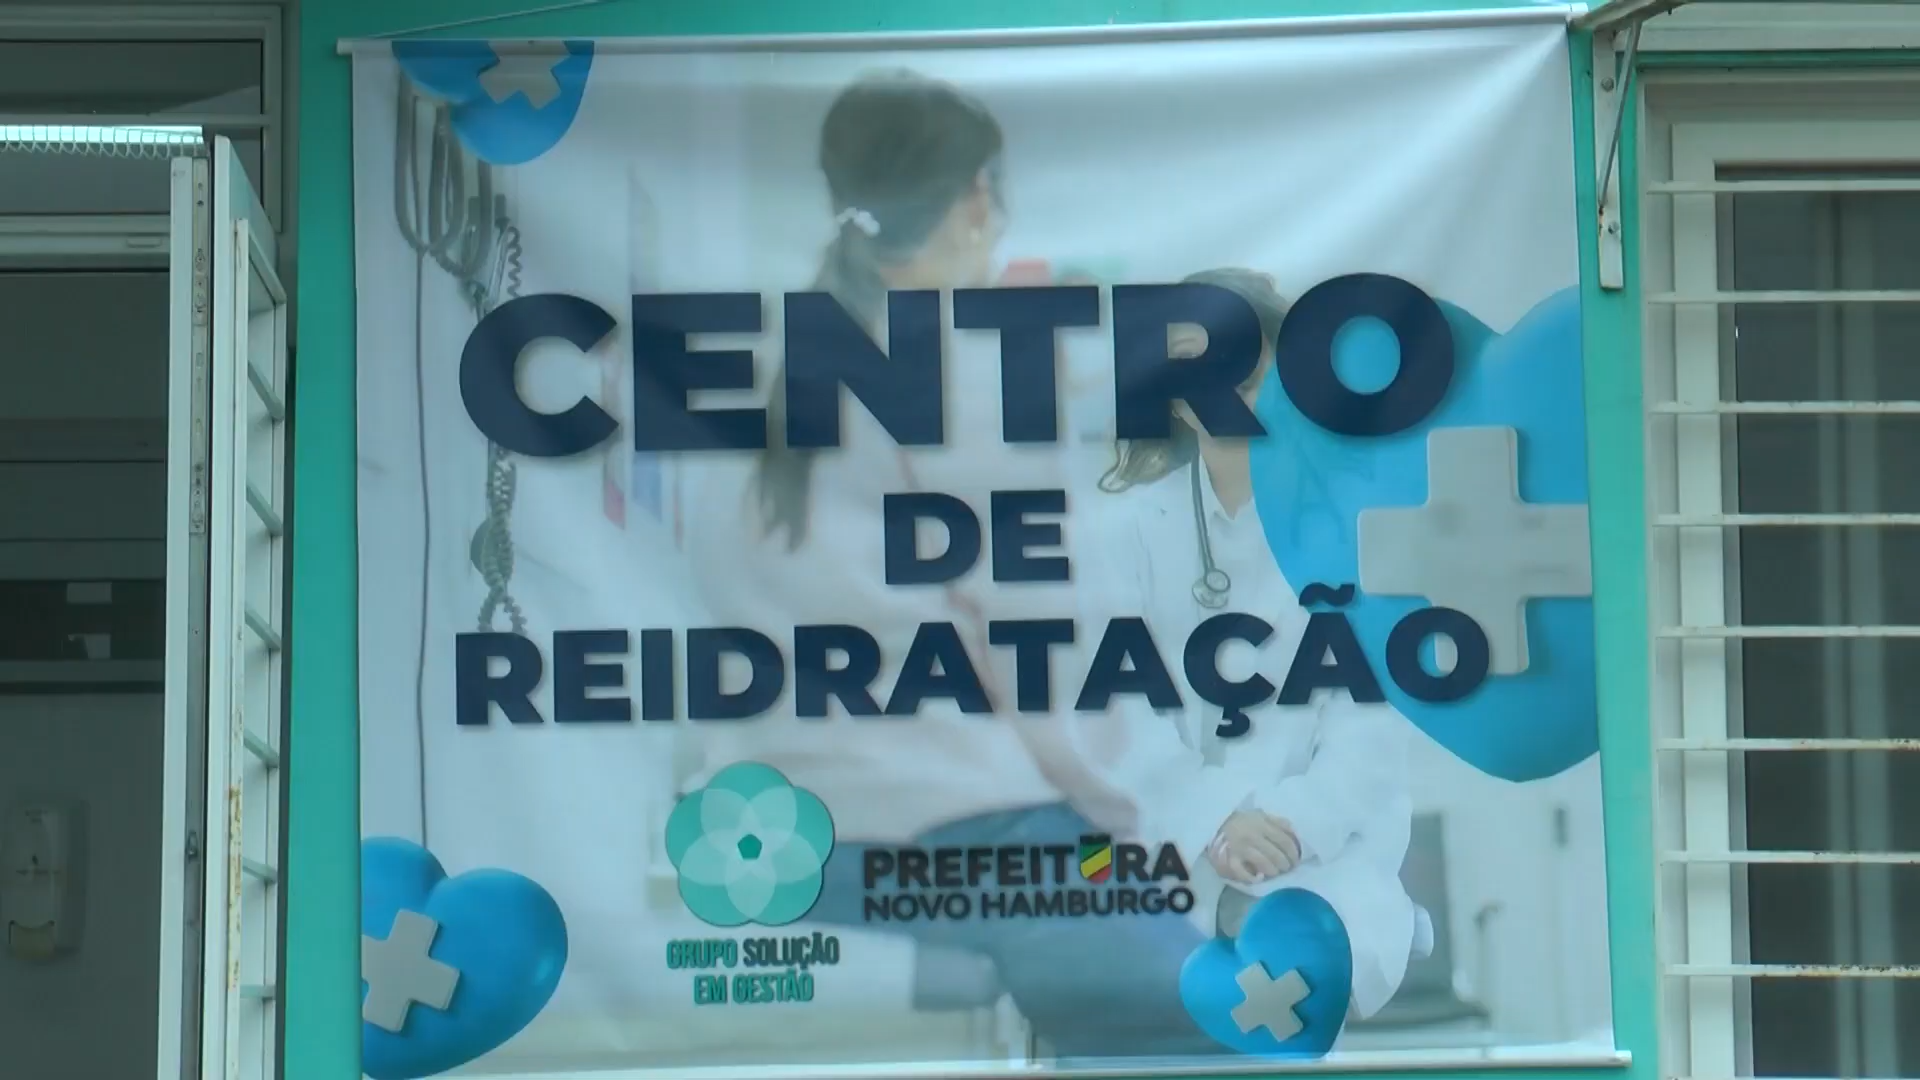 CENTRO
DE
REIDRATAÇÃO
GRUPO SOLUÇÃO
EM GESTÃO
PREFEITURA
NOVO HAMBURGO